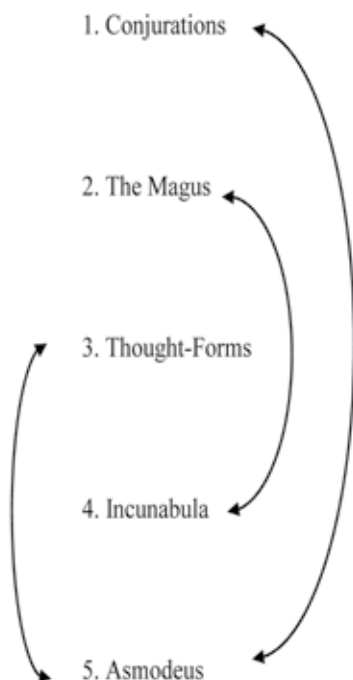 1. Conjurations
2. The Magus
3. Thought-Forms
4. Incunabula
5. Asmodeus